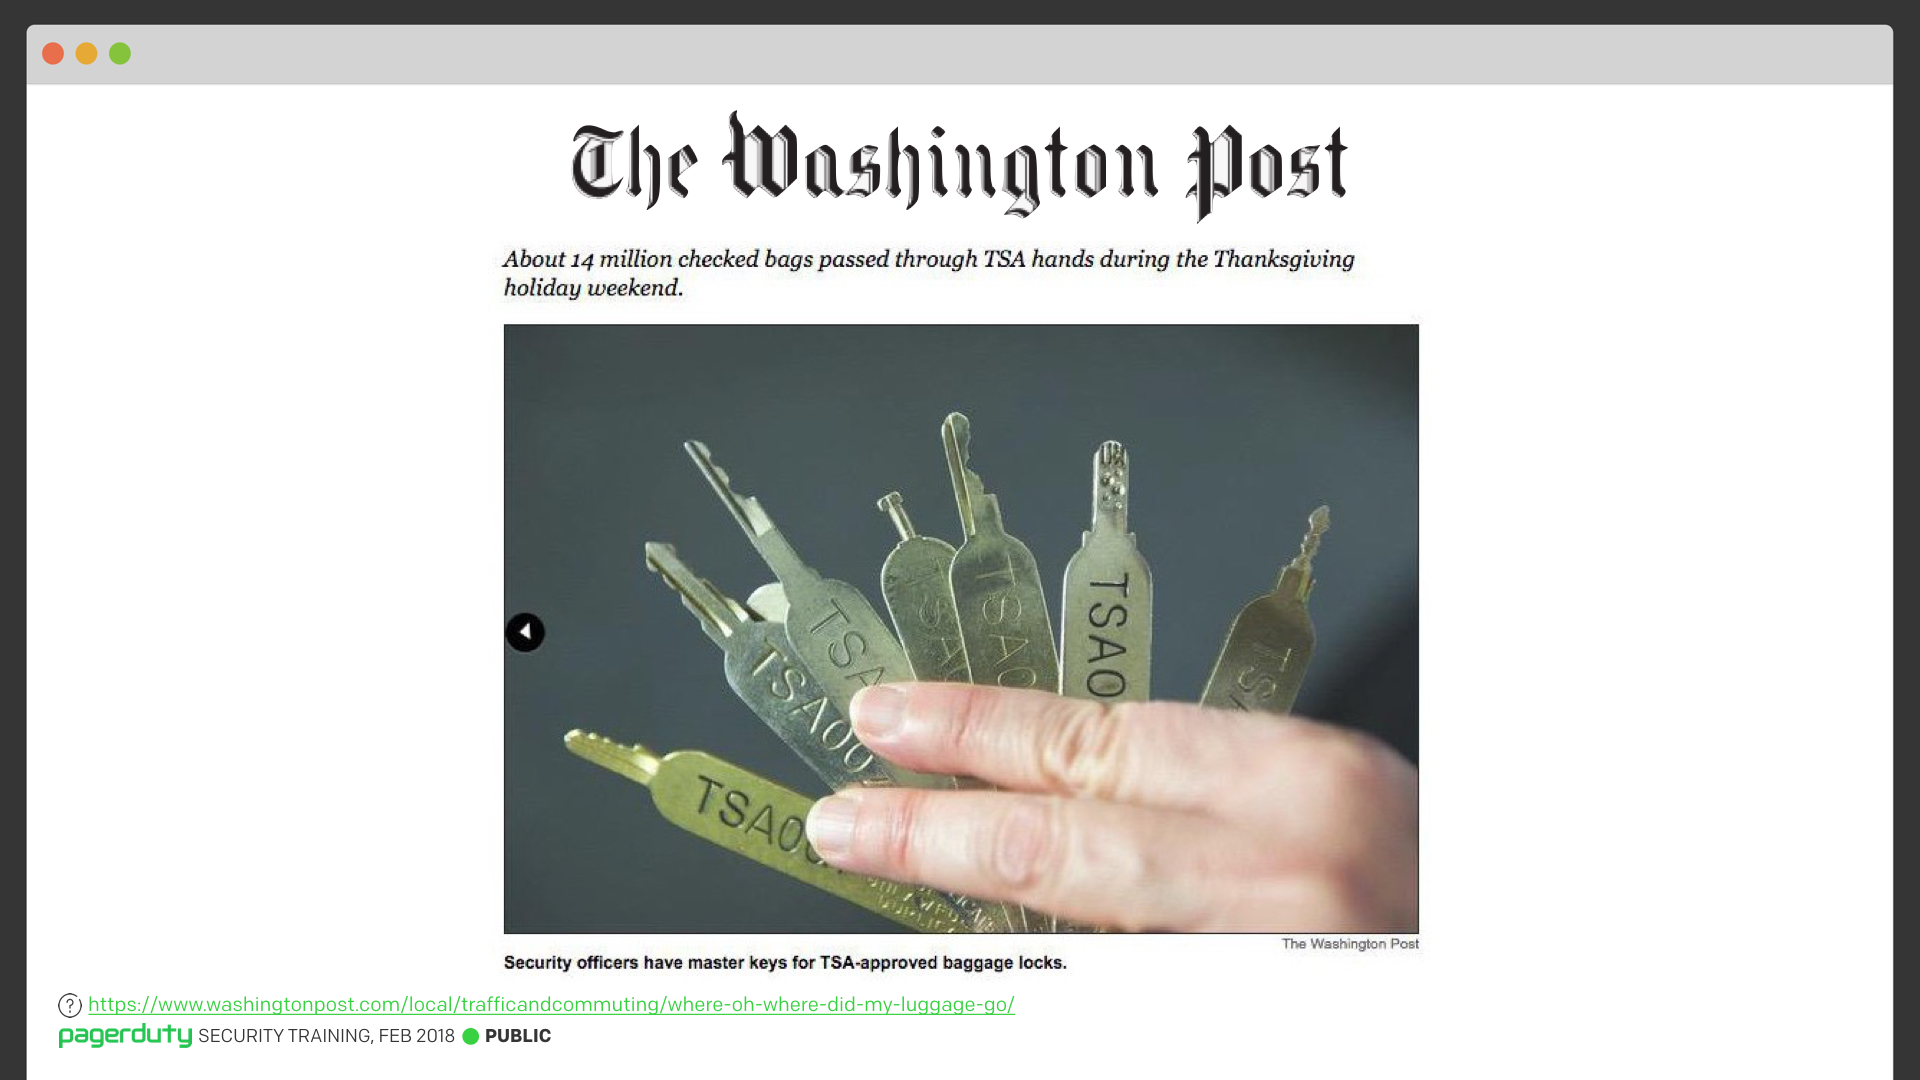 The Washington Post
About 14 million checked bags passed through TSA hands during the Thanksgiving
holiday weekend.
TSA
TSA0
TSA0
TSA
TSA00
TSA00
The Washington Post
Security officers have master keys for TSA-approved baggage locks.
? https://www.washingtonpost.com/local/trafficandcommuting/where-oh-where-did-my-luggage-go/
pagerduty SECURITY TRAINING, FEB 2018 PUBLIC